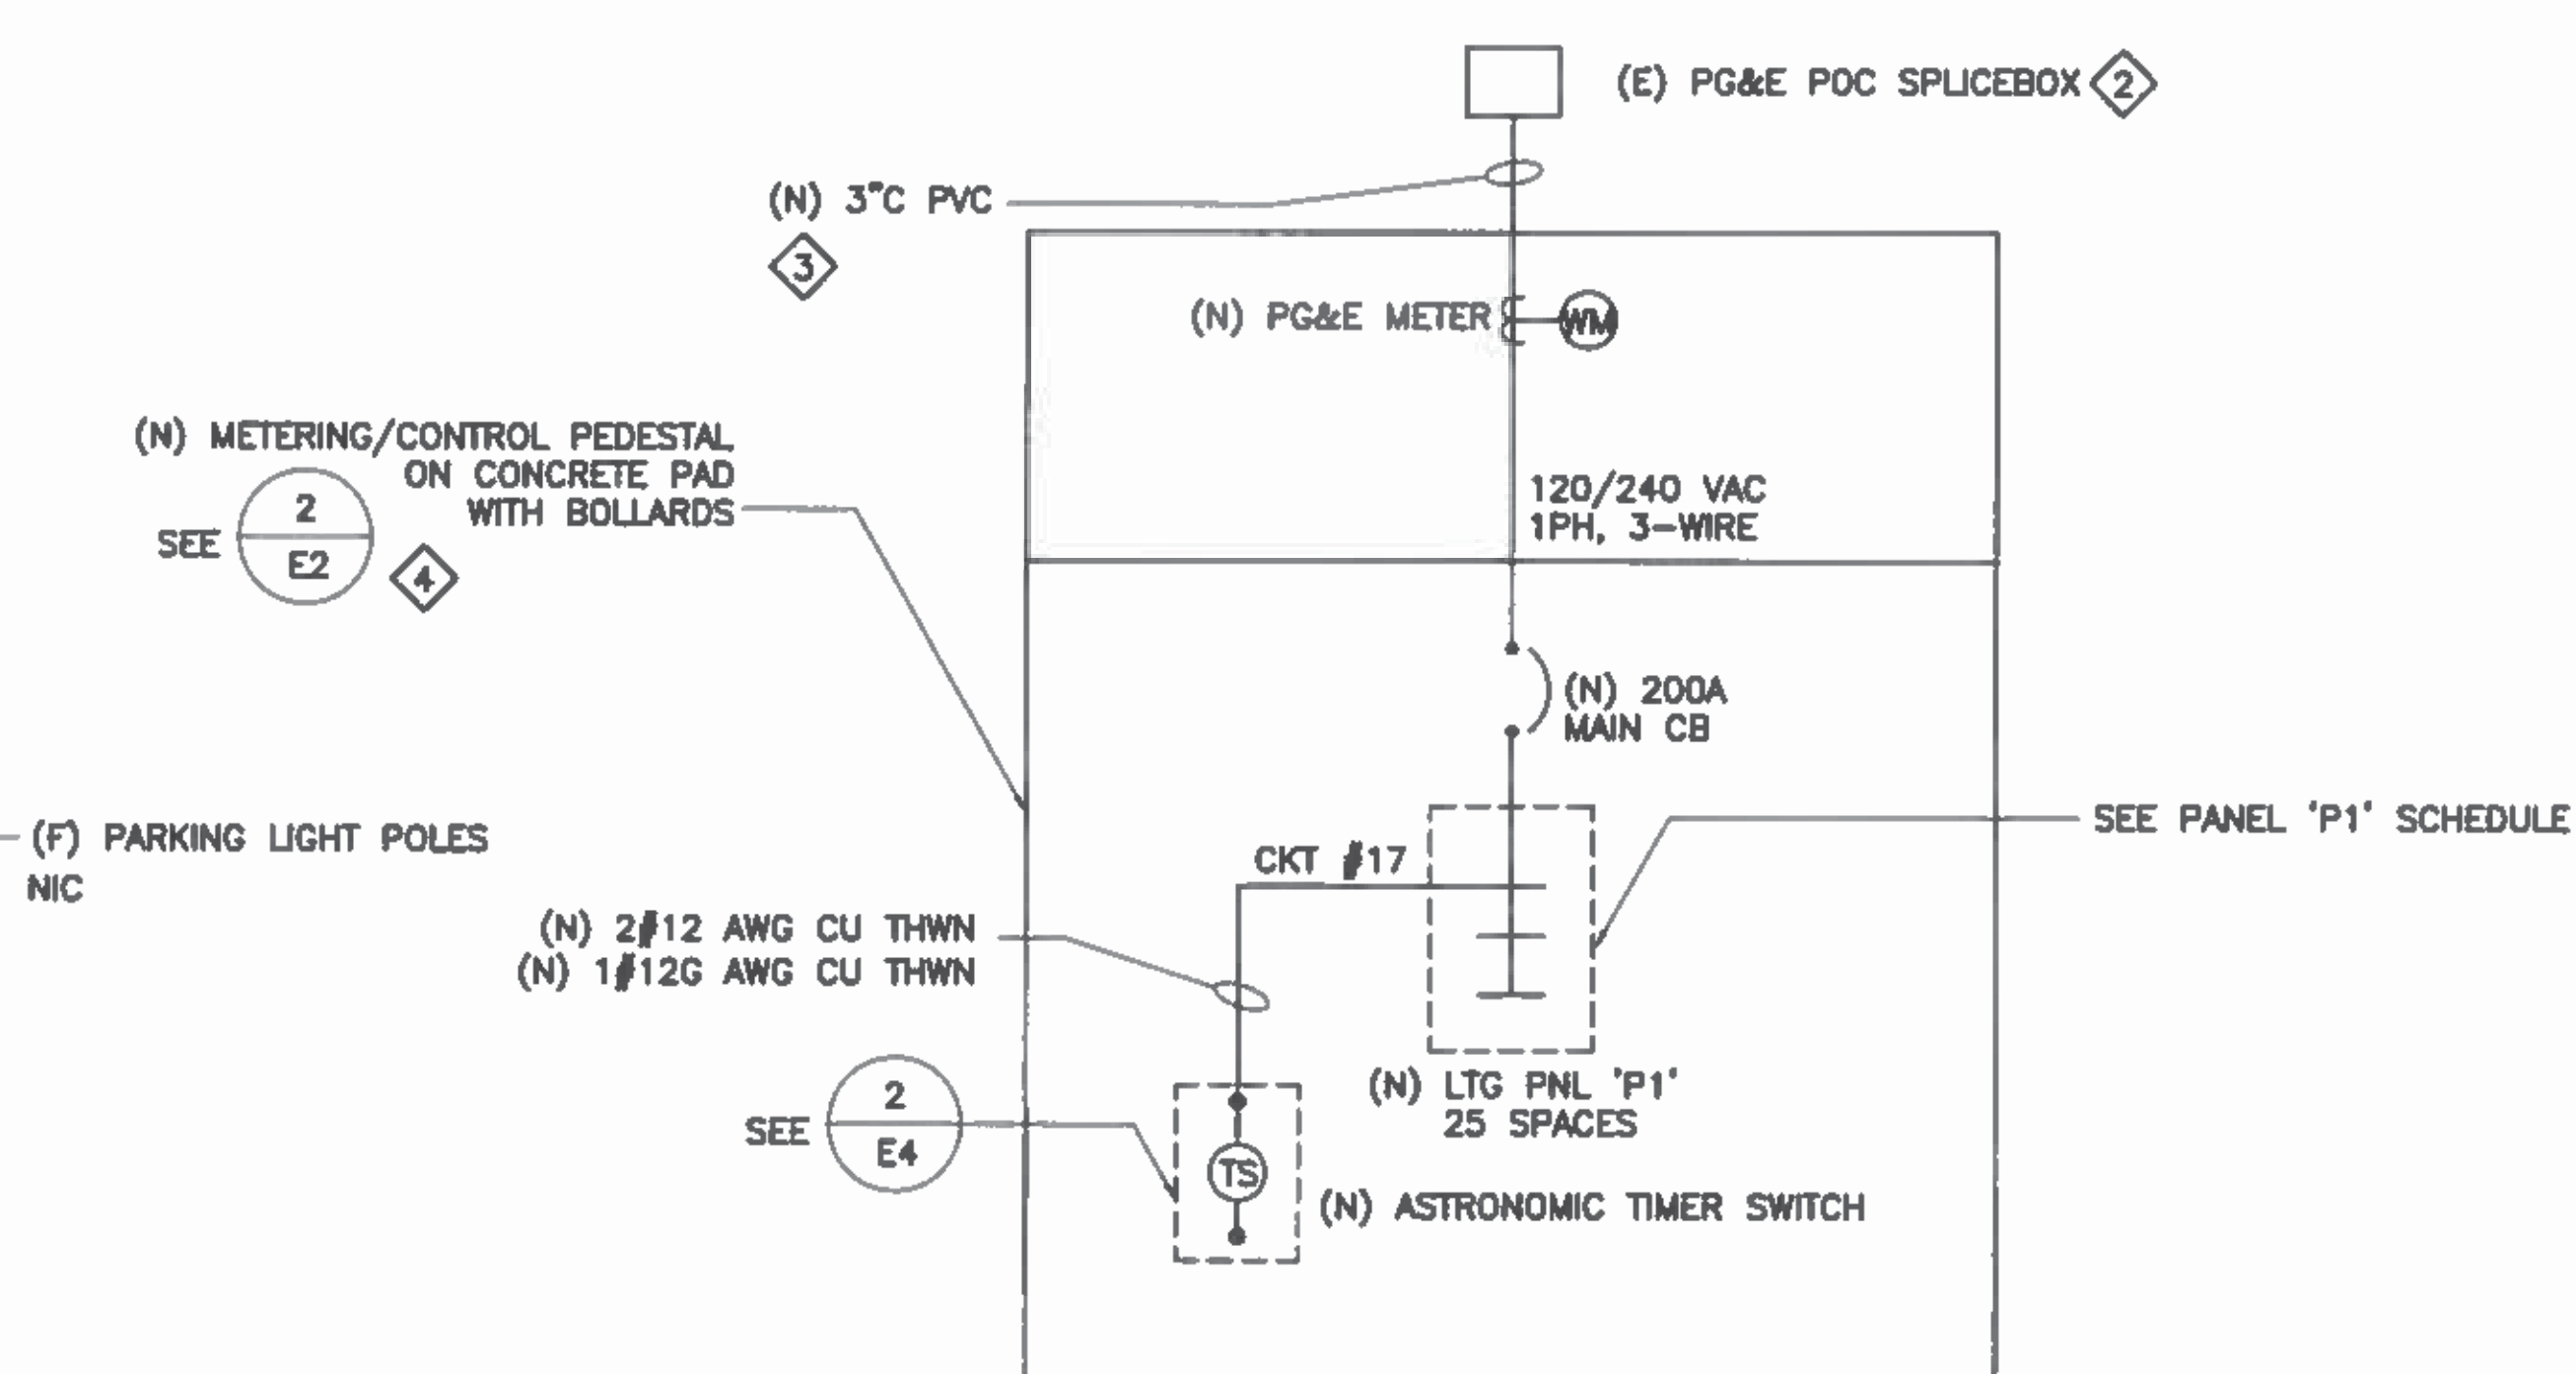 (E) PG&E POC SPLICEBOX 2
(N) 3"C PVC
3
(N) PG&E METER
WM
(N) METERING/CONTROL PEDESTAL
ON CONCRETE PAD
WITH BOLLARDS
SEE
2
E2
4
120/240 VAC
1PH, 3-WIRE
(N) 200A
MAIN CB
(F) PARKING LIGHT POLES
NIC
SEE PANEL 'P1' SCHEDULE
CKT #17
(N) 2#12 AWG CU THWN
(N) 1#12G AWG CU THWN
(N) LTG PNL 'P1'
25 SPACES
SEE
2
E4
TS
(N) ASTRONOMIC TIMER SWITCH